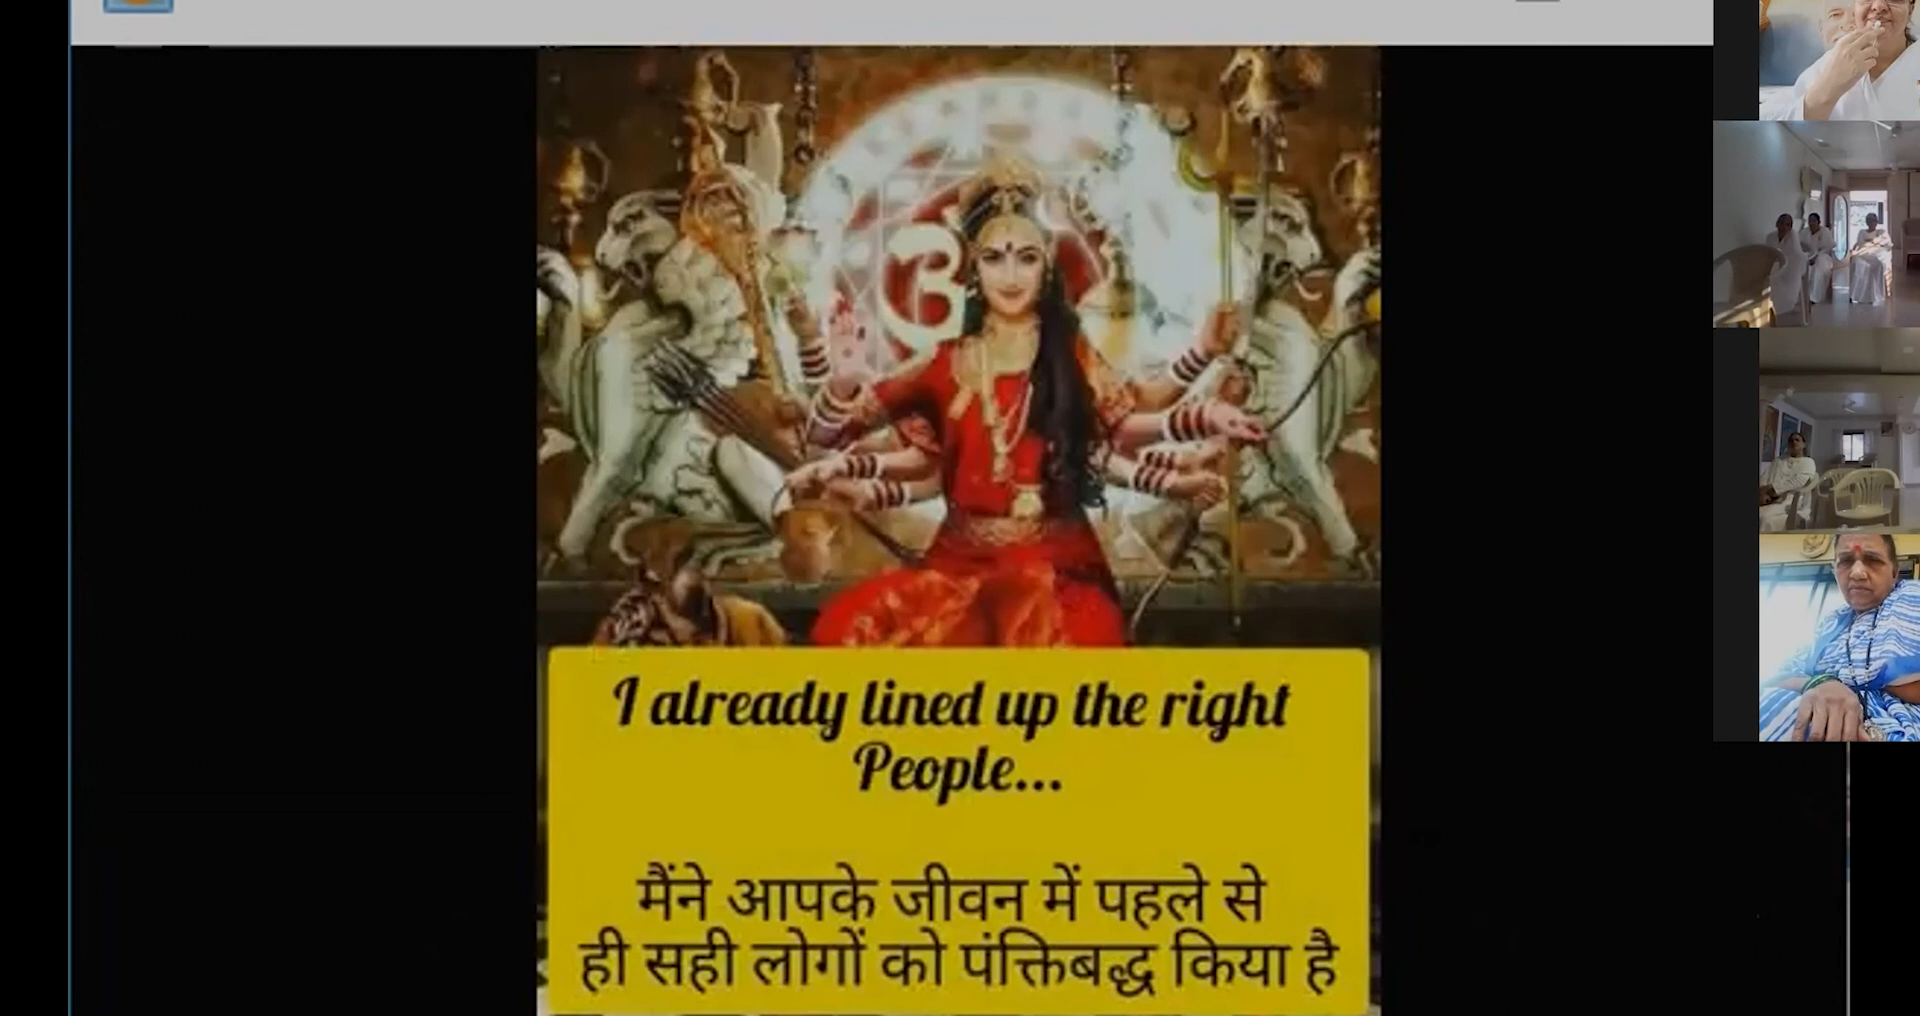 ॐ
I already lined up the right
People...
मैंने आपके जीवन में पहले से
ही सही लोगों को पंक्तिबद्ध किया है